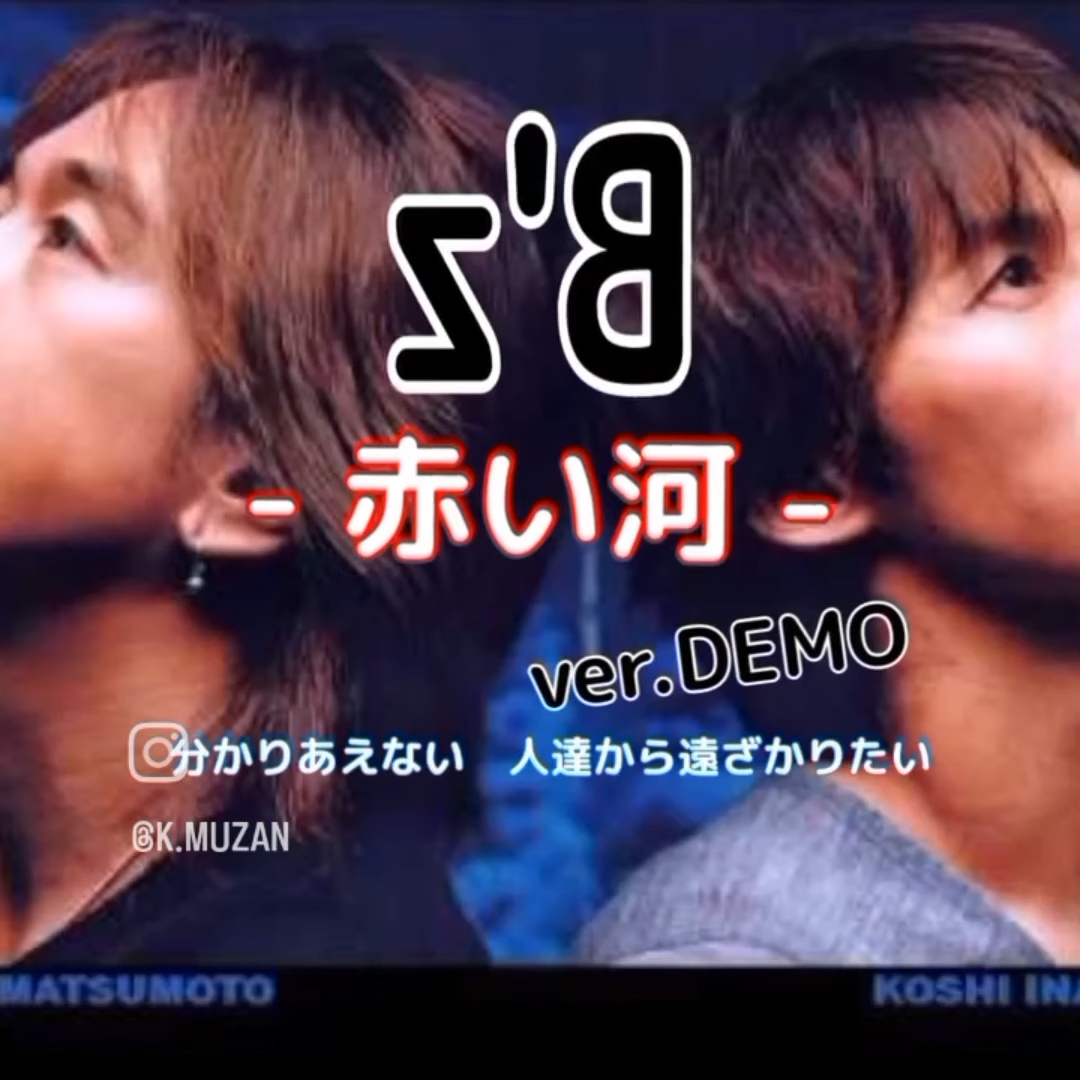 B'z
- 赤い河 -
ver.DEMO
分かりあえない 人達から遠ざかりたい
@K.MUZAN
MATSUMOTO
KOSHI INA